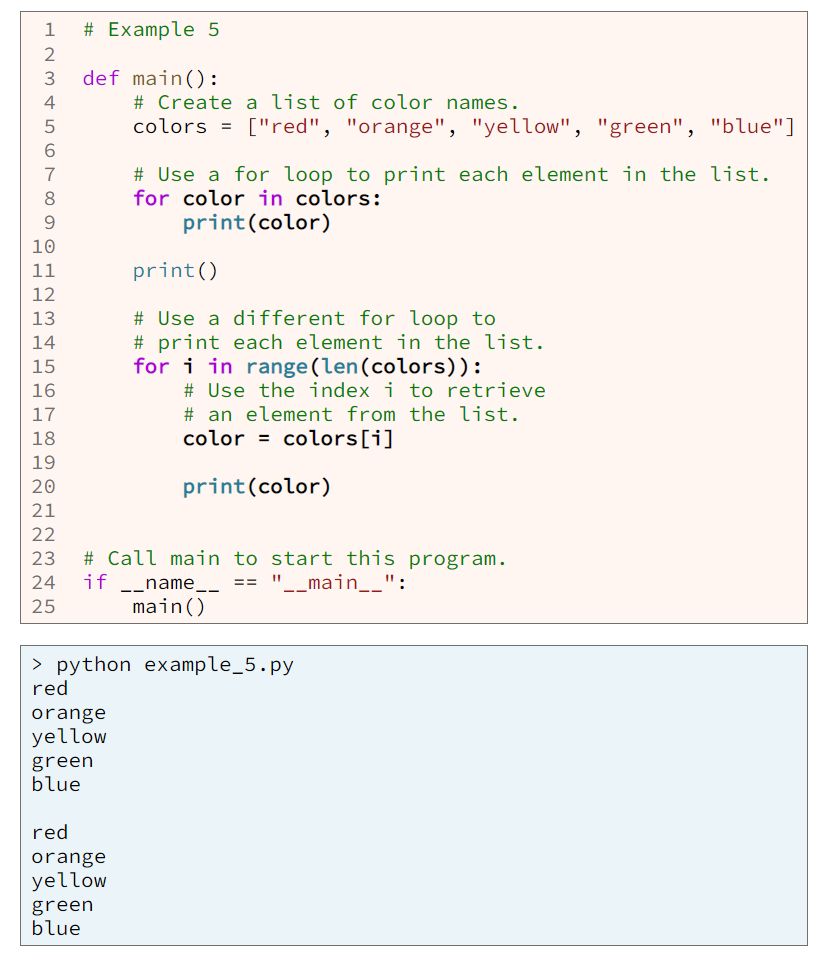 1 # Example 5
2
3 def main():
4     # Create a list of color names.
5     colors = ["red", "orange", "yellow", "green", "blue"]
6
7     # Use a for loop to print each element in the list.
8     for color in colors:
9         print(color)
10
11     print()
12
13     # Use a different for loop to
14     # print each element in the list.
15     for i in range(len(colors)):
16         # Use the index i to retrieve
17         # an element from the list.
18         color = colors[i]
19
20         print(color)
21
22
23 # Call main to start this program.
24 if __name__ == "__main__":
25     main()
> python example_5.py
red
orange
yellow
green
blue

red
orange
yellow
green
blue